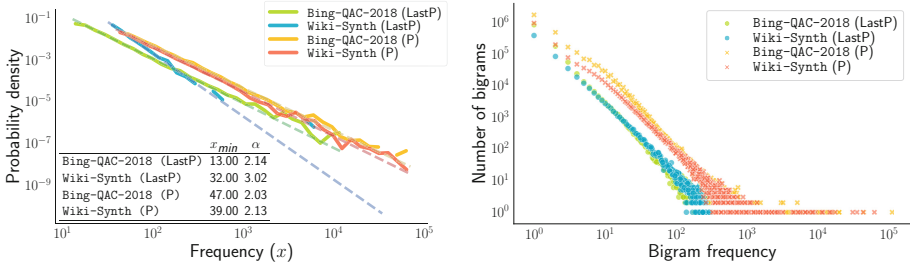 Bing-QAC-2018 (LastP)
Wiki-Synth (LastP)
Bing-QAC-2018 (P)
Wiki-Synth (P)
10^-1
10^-3
10^-5
10^-7
10^-9
Probability density
x_min α
Bing-QAC-2018 (LastP) 13.00 2.14
Wiki-Synth (LastP) 32.00 3.02
Bing-QAC-2018 (P) 47.00 2.03
Wiki-Synth (P) 39.00 2.13
10^1 10^2 10^3 10^4 10^5
Frequency (x)
Bing-QAC-2018 (LastP)
Wiki-Synth (LastP)
Bing-QAC-2018 (P)
Wiki-Synth (P)
10^6
10^5
10^4
10^3
10^2
10^1
10^0
Number of bigrams
10^0 10^1 10^2 10^3 10^4 10^5
Bigram frequency